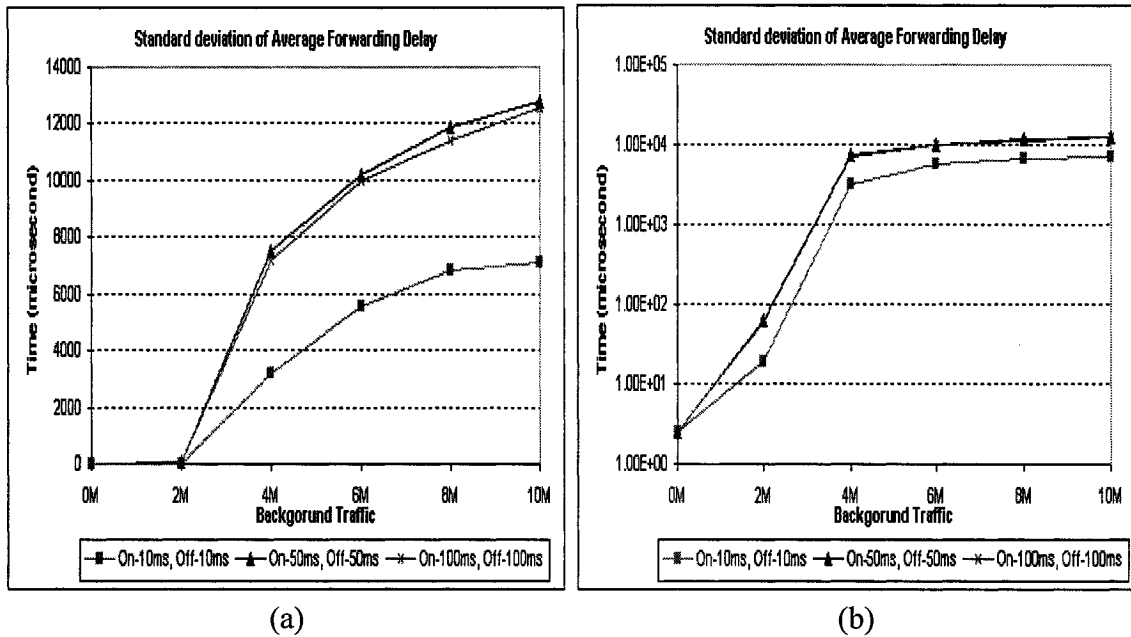 Standard deviation of Average Forwarding Delay
14000
12000
10000
8000
6000
4000
2000
0
Time (microsecond)
0M
2M
4M
6M
8M
10M
Backgorund Traffic
On-10ms, Off-10ms
On-50ms, Off-50ms
On-100ms, Off-100ms
(a)
Standard deviation of Average Forwarding Delay
1.00E+05
1.00E+04
1.00E+03
1.00E+02
1.00E+01
1.00E+00
Time (microsecond)
0M
2M
4M
6M
8M
10M
Backgorund Traffic
On-10ms, Off-10ms
On-50ms, Off-50ms
On-100ms, Off-100ms
(b)